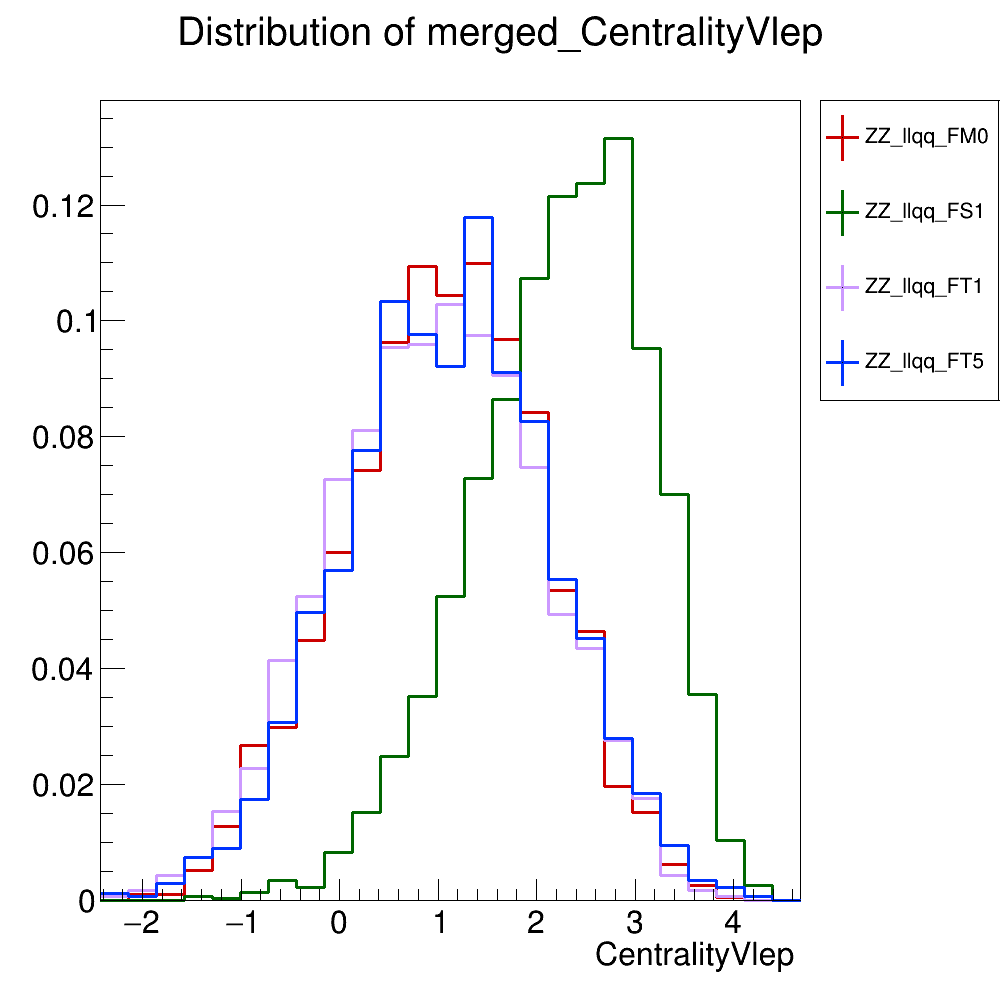 Distribution of merged_CentralityVlep
ZZ_llqq_FM0
ZZ_llqq_FS1
ZZ_llqq_FT1
ZZ_llqq_FT5
0.12
0.1
0.08
0.06
0.04
0.02
0
−2 −1 0 1 2 3 4
CentralityVlep